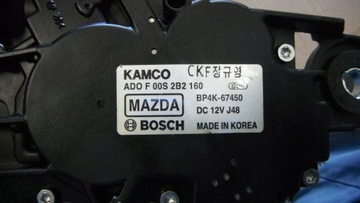 KAMCO CKF정규형
ADO F 00S 2B2 160
MAZDA BP4K-67450
DC 12V J48
BOSCH MADE IN KOREA